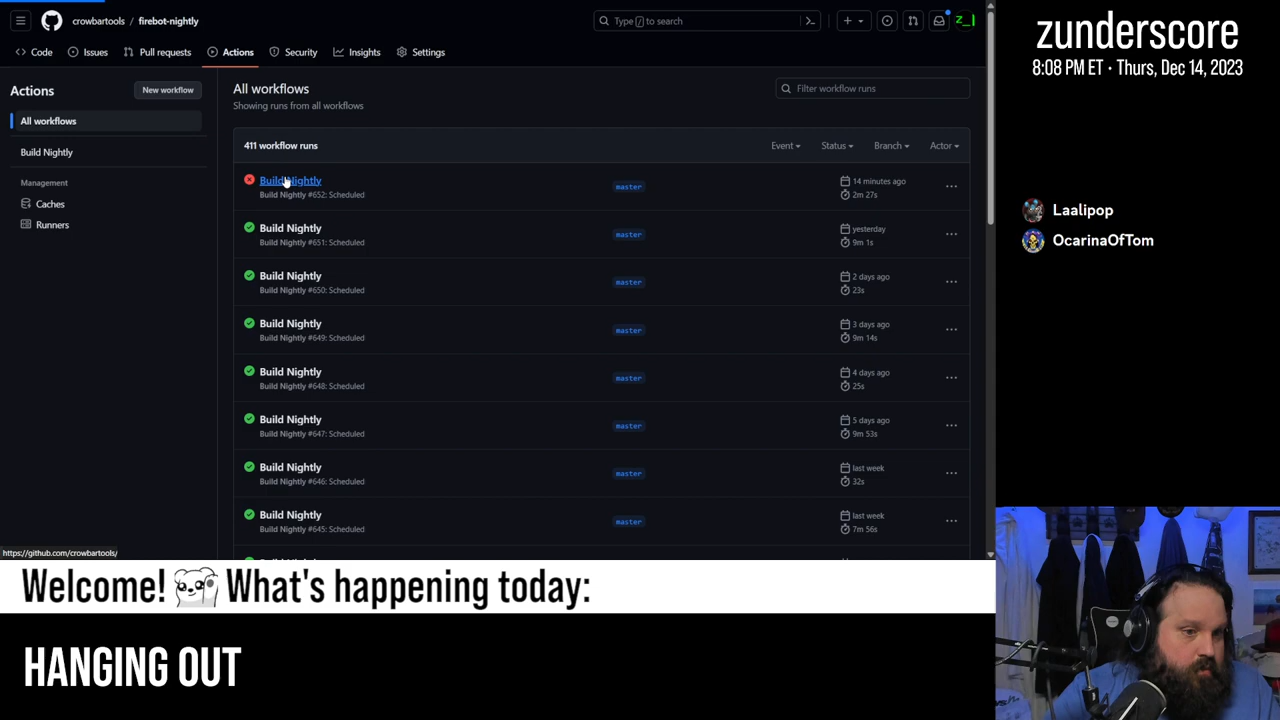 crowbartools / firebot-nightly
Type / to search
zunderscore
8:08 PM ET • Thurs, Dec 14, 2023
Code
Issues
Pull requests
Actions
Security
Insights
Settings
Actions
New workflow
All workflows
Build Nightly
Management
Caches
Runners
All workflows
Showing runs from all workflows
Filter workflow runs
411 workflow runs
Event
Status
Branch
Actor
Build Nightly
Build Nightly #652: Scheduled
master
14 minutes ago
2m 27s
Build Nightly
Build Nightly #651: Scheduled
master
yesterday
9m 1s
Build Nightly
Build Nightly #650: Scheduled
master
2 days ago
23s
Build Nightly
Build Nightly #649: Scheduled
master
3 days ago
9m 14s
Build Nightly
Build Nightly #648: Scheduled
master
4 days ago
25s
Build Nightly
Build Nightly #647: Scheduled
master
5 days ago
9m 53s
Build Nightly
Build Nightly #646: Scheduled
master
last week
32s
Build Nightly
Build Nightly #645: Scheduled
master
last week
7m 56s
Laalipop
OcarinaOfTom
https://github.com/crowbartools/
Welcome! What's happening today:
HANGING OUT